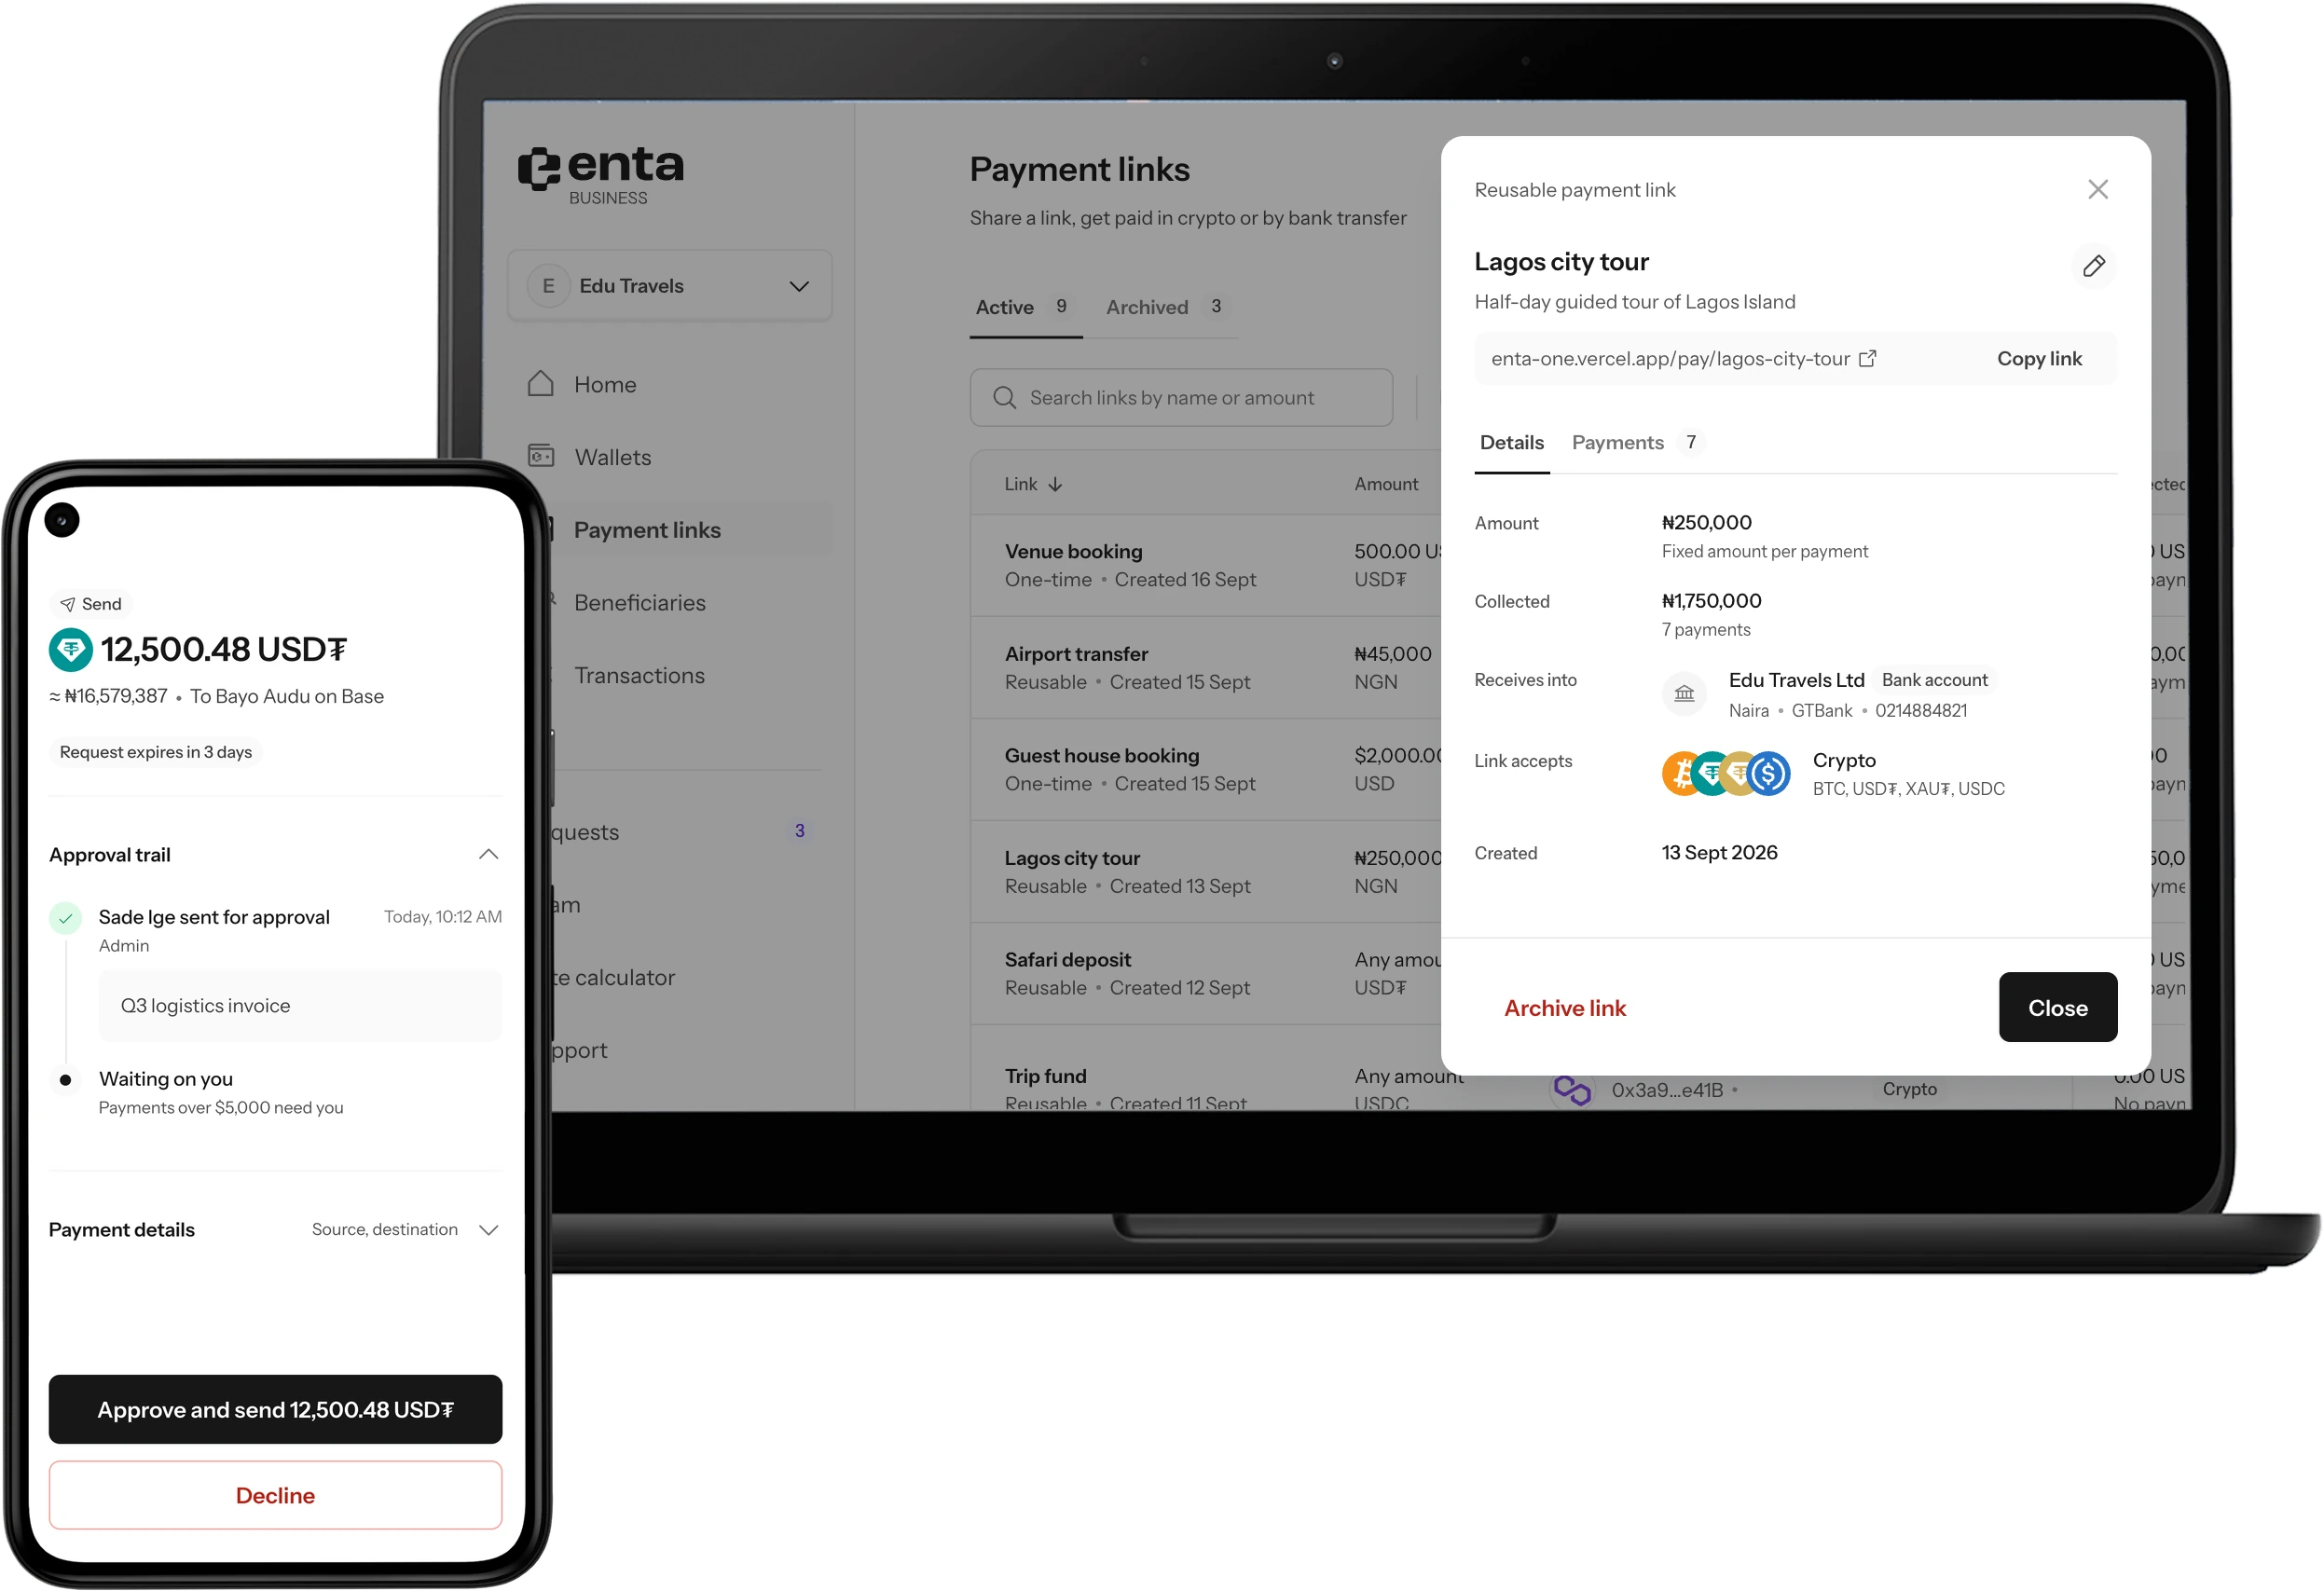 enta
BUSINESS
E Edu Travels
Home
Wallets
Payment links
Beneficiaries
Transactions
3
Payment links
Share a link, get paid in crypto or by bank transfer
Active 9 Archived 3
Search links by name or amount
Link Amount
Venue booking 500.00
One-time • Created 16 Sept USD₮
Airport transfer ₦45,000
Reusable • Created 15 Sept NGN
Guest house booking
One-time • Created 15 Sept USD
Lagos city tour ₦250,000
Reusable • Created 13 Sept NGN
Safari deposit Any
Reusable • Created 12 Sept USD₮
Trip fund Any amount
Reusable • Created 11 Sept USDC
0x3a9...e41B • Crypto
Reusable payment link
Lagos city tour
Half-day guided tour of Lagos Island
enta-one.vercel.app/pay/lagos-city-tour Copy link
Details Payments 7
Amount ₦250,000
Fixed amount per payment
Collected ₦1,750,000
7 payments
Receives into Edu Travels Ltd Bank account
Naira • GTBank • 0214884821
Link accepts Crypto
BTC, USD₮, XAU₮, USDC
Created 13 Sept 2026
Archive link Close
Send
12,500.48 USD₮
≈ ₦16,579,387 • To Bayo Audu on Base
Request expires in 3 days
Approval trail
Sade Ige sent for approval Today, 10:12 AM
Admin
Q3 logistics invoice
Waiting on you
Payments over $5,000 need you
Payment details Source, destination
Approve and send 12,500.48 USD₮
Decline